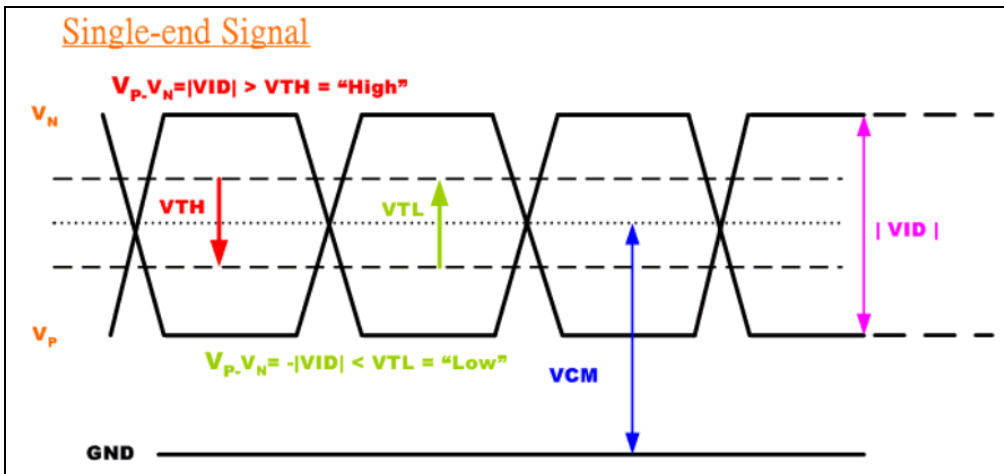 Single-end Signal
VP-VN=|VID| > VTH = “High”
VN
VTH
VTL
| VID |
VP
VP-VN= -|VID| < VTL = “Low”
VCM
GND